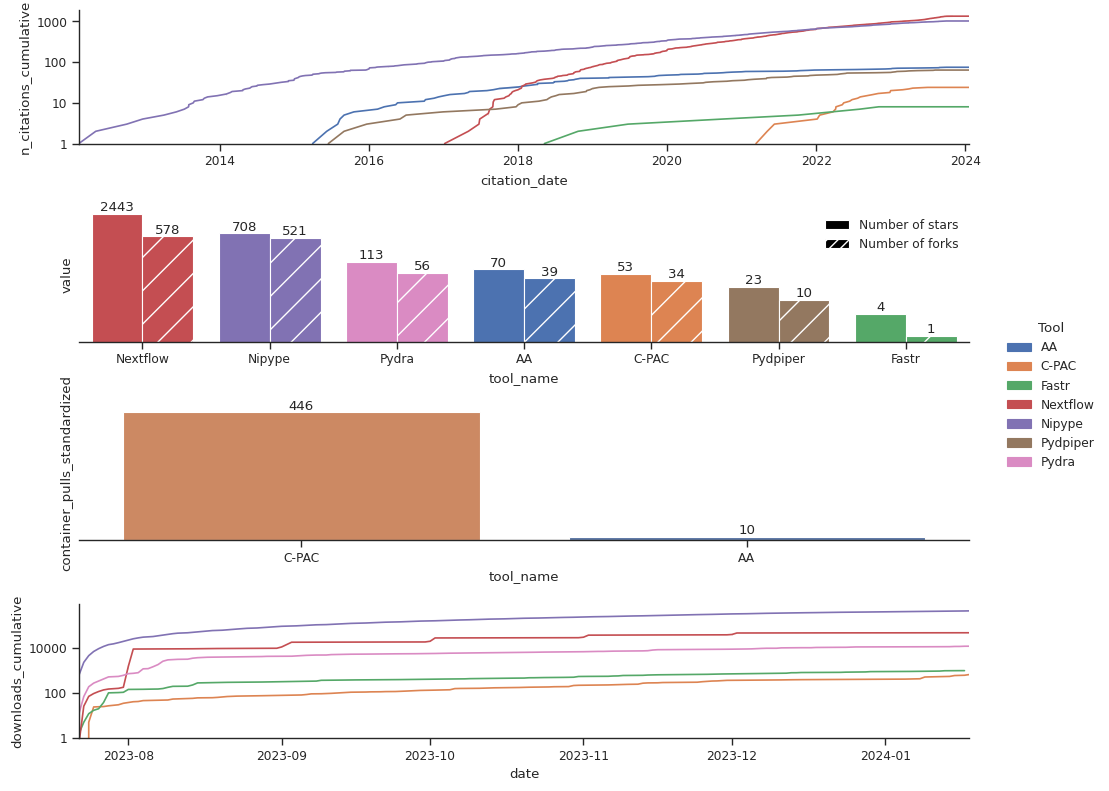 n_citations_cumulative
1000
100
10
1
2014 2016 2018 2020 2022 2024
citation_date
value
2443 578 708 521 113 56 70 39 53 34 23 10 4 1
Number of stars
Number of forks
Nextflow Nipype Pydra AA C-PAC Pydpiper Fastr
tool_name
Tool
AA
C-PAC
Fastr
Nextflow
Nipype
Pydpiper
Pydra
container_pulls_standardized
446 10
C-PAC AA
tool_name
downloads_cumulative
10000
100
1
2023-08 2023-09 2023-10 2023-11 2023-12 2024-01
date